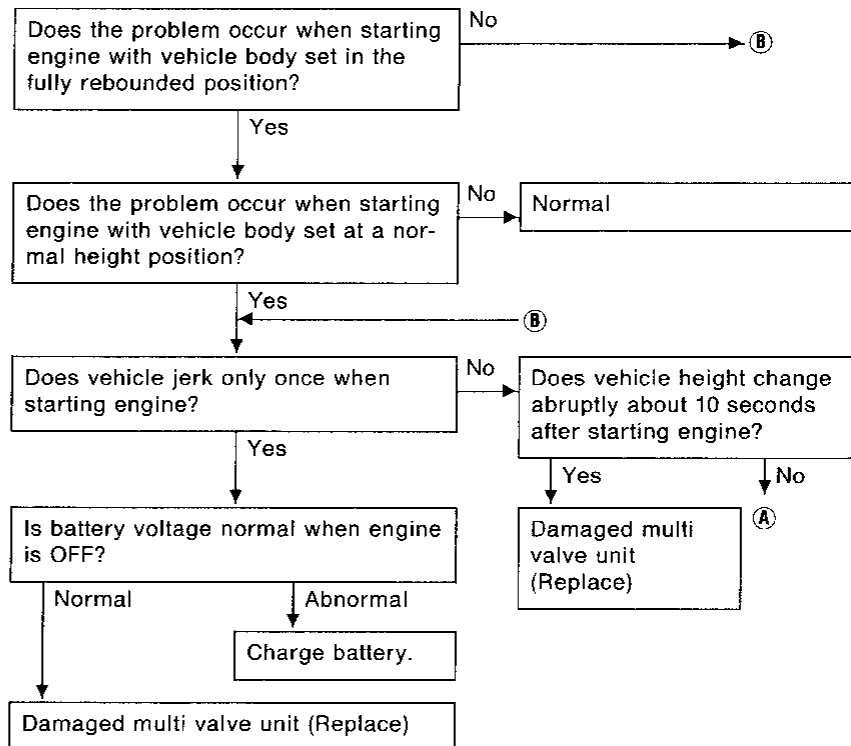 Does the problem occur when starting
engine with vehicle body set in the
fully rebounded position?
No
B
Yes
Does the problem occur when starting
engine with vehicle body set at a nor-
mal height position?
No
Normal
Yes
B
Does vehicle jerk only once when
starting engine?
No
Does vehicle height change
abruptly about 10 seconds
after starting engine?
Yes
Yes
No
Is battery voltage normal when engine
is OFF?
Damaged multi
valve unit
(Replace)
A
Normal
Abnormal
Charge battery.
Damaged multi valve unit (Replace)